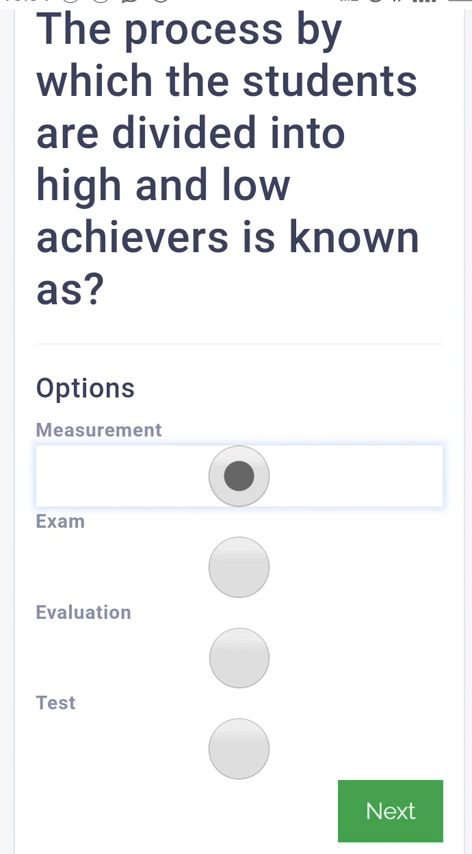 The process by
which the students
are divided into
high and low
achievers is known
as?
Options
Measurement
Exam
Evaluation
Test
Next